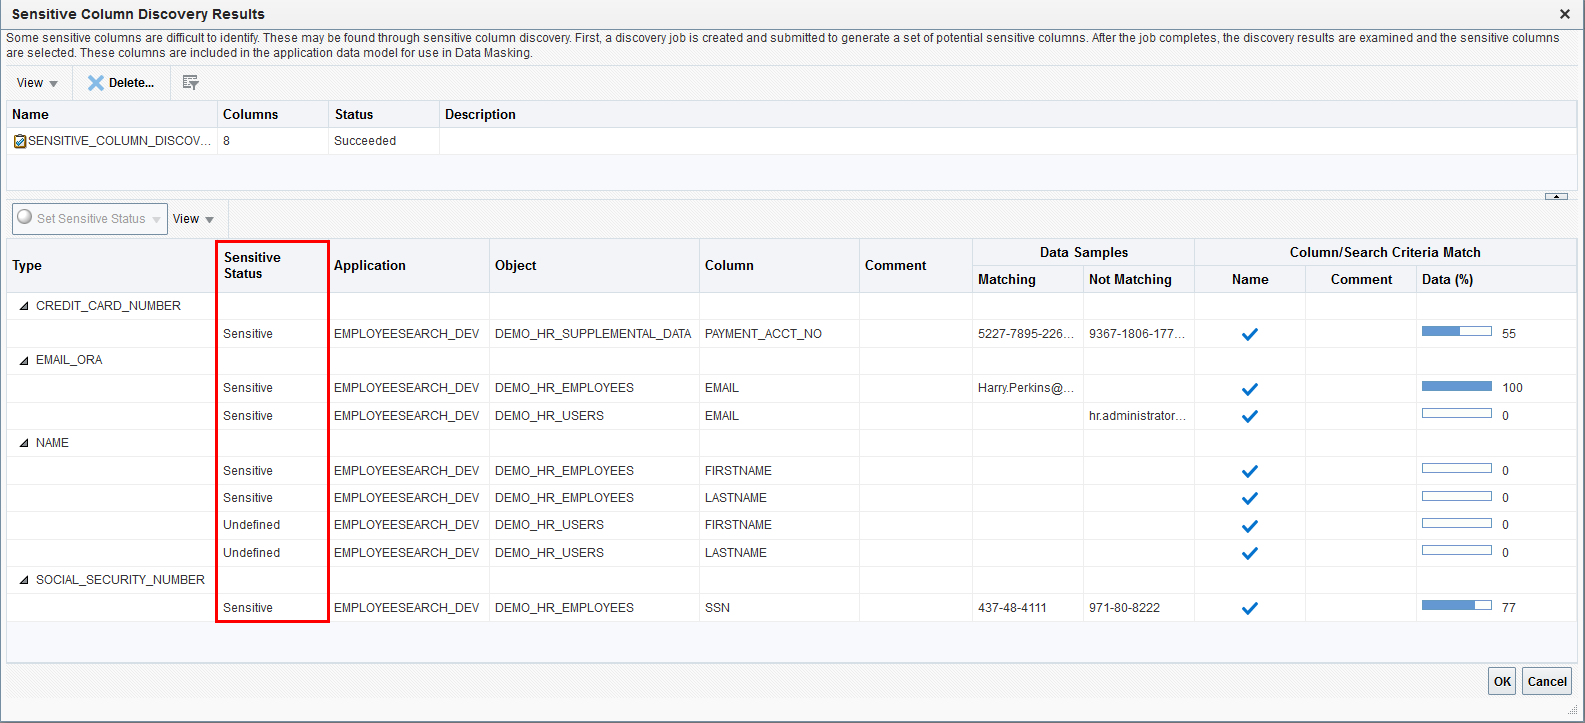 Sensitive Column Discovery Results
Some sensitive columns are difficult to identify. These may be found through sensitive column discovery. First, a discovery job is created and submitted to generate a set of potential sensitive columns. After the job completes, the discovery results are examined and the sensitive columns
are selected. These columns are included in the application data model for use in Data Masking.
View Delete...
Name Columns Status Description
SENSITIVE_COLUMN_DISCOV... 8 Succeeded
Set Sensitive Status View
Type Sensitive Status Application Object Column Comment Data Samples Column/Search Criteria Match
Matching Not Matching Name Comment Data (%)
CREDIT_CARD_NUMBER
Sensitive EMPLOYEESEARCH_DEV DEMO_HR_SUPPLEMENTAL_DATA PAYMENT_ACCT_NO 5227-7895-226... 9367-1806-177... 55
EMAIL_ORA
Sensitive EMPLOYEESEARCH_DEV DEMO_HR_EMPLOYEES EMAIL Harry.Perkins@... 100
Sensitive EMPLOYEESEARCH_DEV DEMO_HR_USERS EMAIL hr.administrator... 0
NAME
Sensitive EMPLOYEESEARCH_DEV DEMO_HR_EMPLOYEES FIRSTNAME 0
Sensitive EMPLOYEESEARCH_DEV DEMO_HR_EMPLOYEES LASTNAME 0
Undefined EMPLOYEESEARCH_DEV DEMO_HR_USERS FIRSTNAME 0
Undefined EMPLOYEESEARCH_DEV DEMO_HR_USERS LASTNAME 0
SOCIAL_SECURITY_NUMBER
Sensitive EMPLOYEESEARCH_DEV DEMO_HR_EMPLOYEES SSN 437-48-4111 971-80-8222 77
OK Cancel